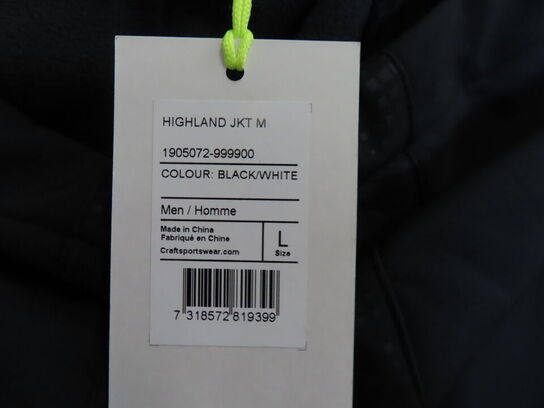 HIGHLAND JKT M
1905072-999900
COLOUR: BLACK/WHITE
Men / Homme
Made in China
Fabriqué en Chine
Craftsportswear.com
L
Size
7 318572 819399